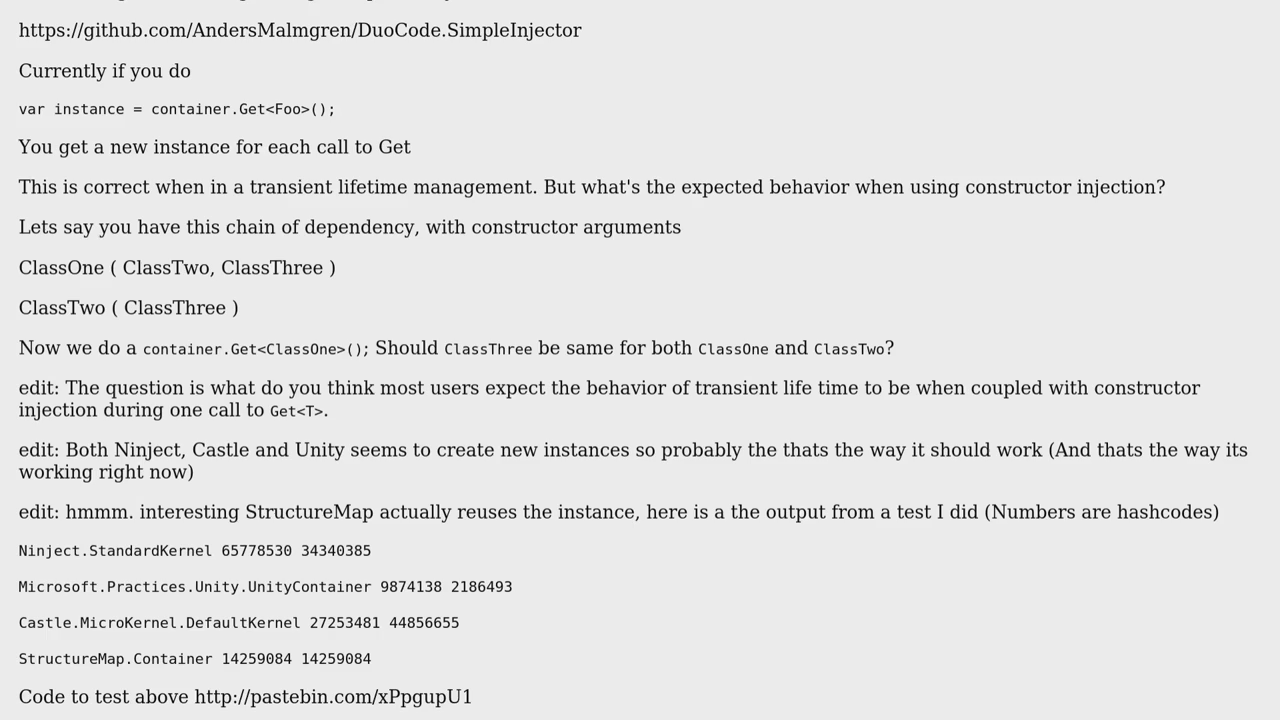 https://github.com/AndersMalmgren/DuoCode.SimpleInjector
Currently if you do
var instance = container.Get<Foo>();
You get a new instance for each call to Get
This is correct when in a transient lifetime management. But what's the expected behavior when using constructor injection?
Lets say you have this chain of dependency, with constructor arguments
ClassOne ( ClassTwo, ClassThree )
ClassTwo ( ClassThree )
Now we do a container.Get<ClassOne>(); Should ClassThree be same for both ClassOne and ClassTwo?
edit: The question is what do you think most users expect the behavior of transient life time to be when coupled with constructor
injection during one call to Get<T>.
edit: Both Ninject, Castle and Unity seems to create new instances so probably the thats the way it should work (And thats the way its
working right now)
edit: hmmm. interesting StructureMap actually reuses the instance, here is a the output from a test I did (Numbers are hashcodes)
Ninject.StandardKernel 65778530 34340385
Microsoft.Practices.Unity.UnityContainer 9874138 2186493
Castle.MicroKernel.DefaultKernel 27253481 44856655
StructureMap.Container 14259084 14259084
Code to test above http://pastebin.com/xPpgupU1